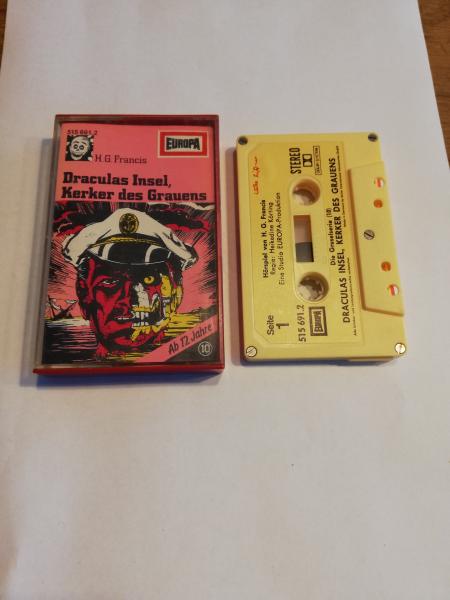 515 691.2
EUROPA
H.G. Francis
Draculas Insel,
Kerker des Grauens
Ab 12 Jahre
10
STEREO
Hörspiel von H. G. Francis
Regie: Heikedine Körting
Eine Studio EUROPA-Produktion
Seite
1
515 691.2
EUROPA
Die Gruselserie (10)
DRACULAS INSEL, KERKER DES GRAUENS